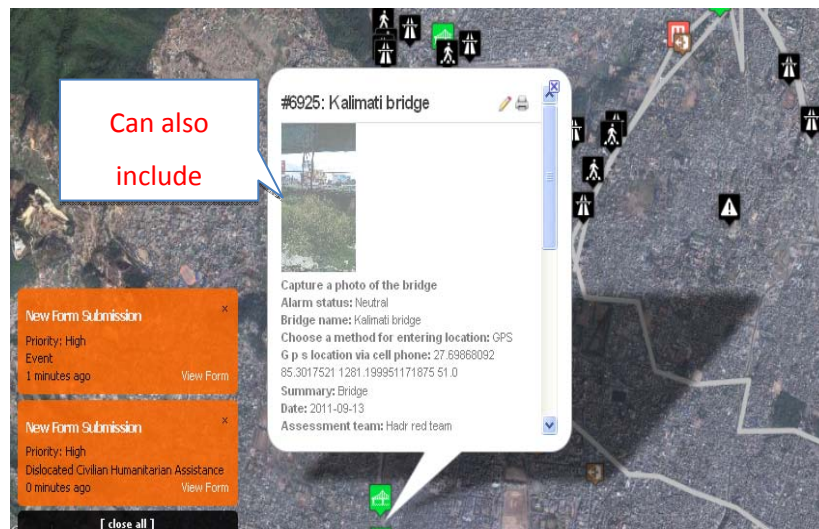 Can also
include
#6925: Kalimati bridge
Capture a photo of the bridge
Alarm status: Neutral
Bridge name: Kalimati bridge
Choose a method for entering location: GPS
G p s location via cell phone: 27.69868092
85.3017521 1281.199951171875 51.0
Summary: Bridge
Date: 2011-09-13
Assessment team: Hadr red team
New Form Submission
Priority: High
Event
1 minutes ago View Form
New Form Submission
Priority: High
Dislocated Civilian Humanitarian Assistance
0 minutes ago View Form
[ close all ]